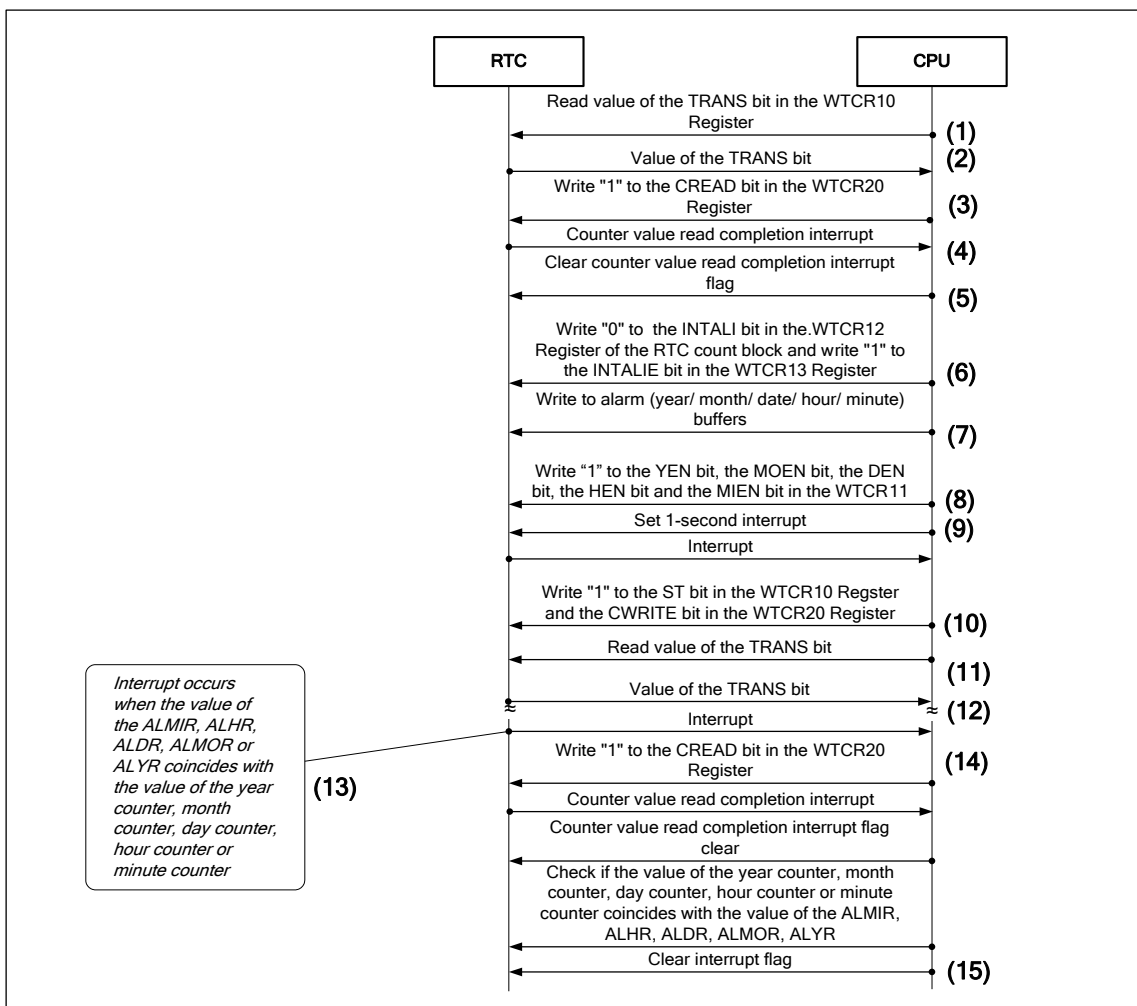 RTC
CPU
Read value of the TRANS bit in the WTCR10
Register
(1)
Value of the TRANS bit
(2)
Write "1" to the CREAD bit in the WTCR20
Register
(3)
Counter value read completion interrupt
(4)
Clear counter value read completion interrupt
flag
(5)
Write "0" to the INTALI bit in the.WTCR12
Register of the RTC count block and write "1" to
the INTALIE bit in the WTCR13 Register
(6)
Write to alarm (year/ month/ date/ hour/ minute)
buffers
(7)
Write “1” to the YEN bit, the MOEN bit, the DEN
bit, the HEN bit and the MIEN bit in the WTCR11
(8)
Set 1-second interrupt
(9)
Interrupt
Write "1" to the ST bit in the WTCR10 Regster
and the CWRITE bit in the WTCR20 Register
(10)
Read value of the TRANS bit
(11)
Value of the TRANS bit
(12)
Interrupt
Interrupt occurs
when the value of
the ALMIR, ALHR,
ALDR, ALMOR or
ALYR coincides with
the value of the year
counter, month
counter, day counter,
hour counter or
minute counter
(13)
Write "1" to the CREAD bit in the WTCR20
Register
(14)
Counter value read completion interrupt
Counter value read completion interrupt flag
clear
Check if the value of the year counter, month
counter, day counter, hour counter or minute
counter coincides with the value of the ALMIR,
ALHR, ALDR, ALMOR, ALYR
Clear interrupt flag
(15)